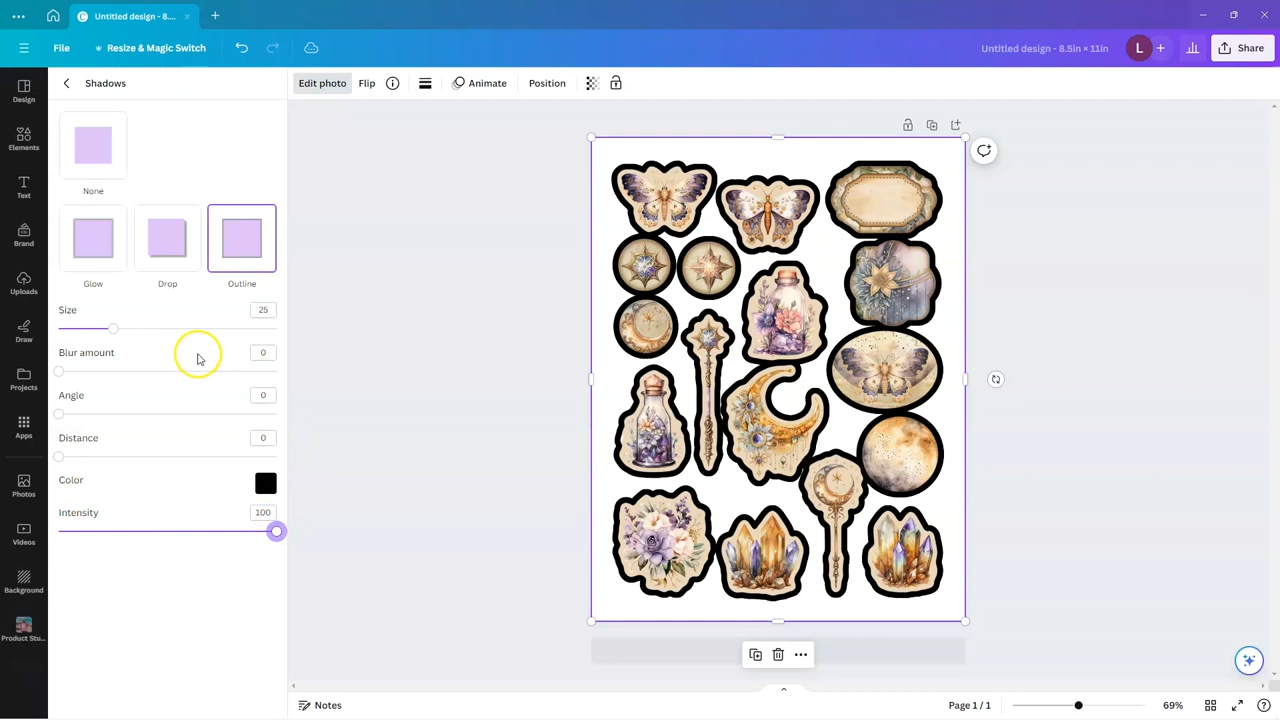 Untitled design - 8....
File
Resize & Magic Switch
Untitled design - 8.5in × 11in
L
Share
Design
Elements
Text
Brand
Uploads
Draw
Projects
Apps
Photos
Videos
Background
Product Stu...
Shadows
None
Glow
Drop
Outline
Size
25
Blur amount
0
Angle
0
Distance
0
Color
Intensity
100
Edit photo
Flip
Animate
Position
Notes
Page 1 / 1
69%